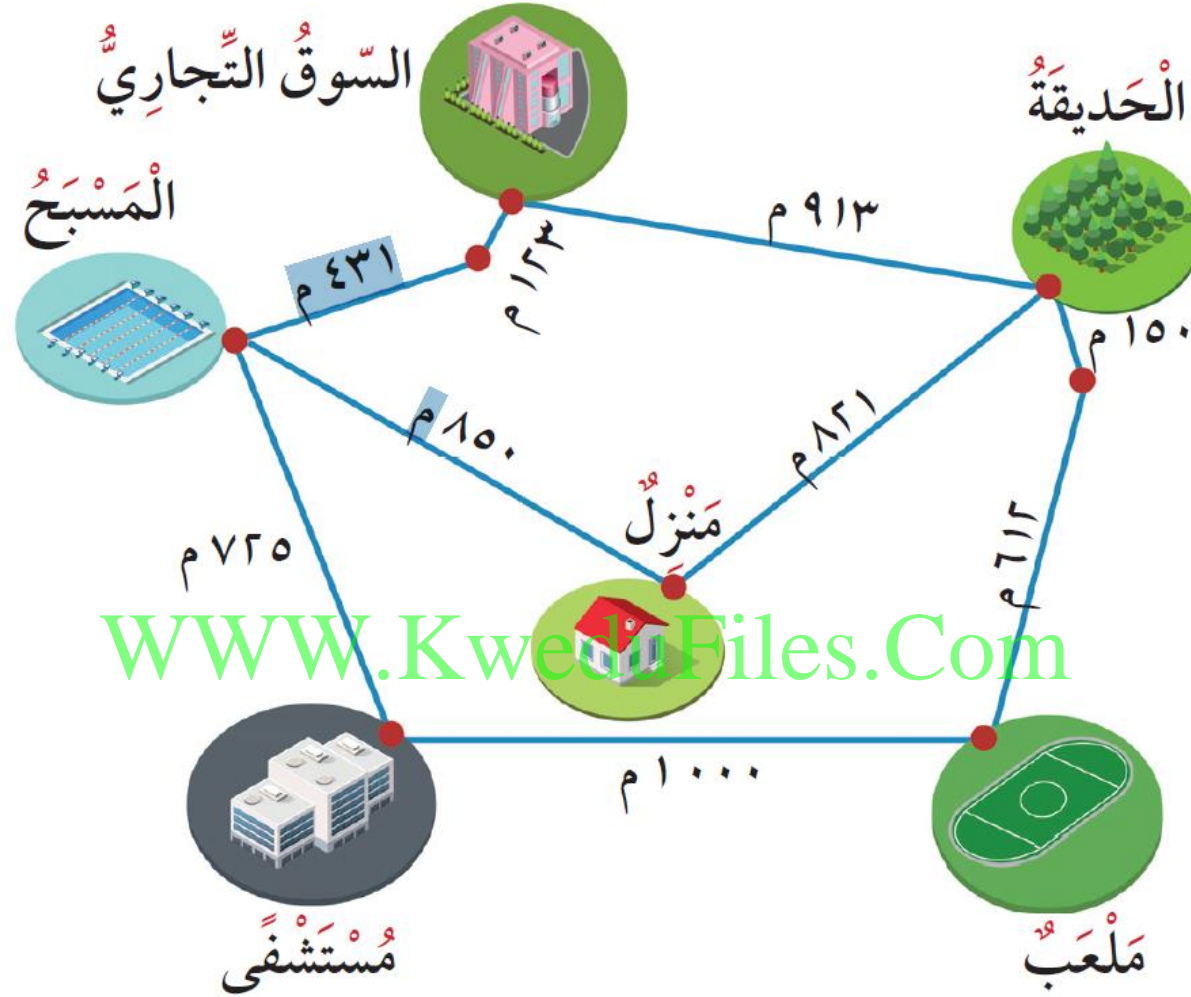 السّوقُ التِّجارِيُّ
الْحَديقَةُ
الْمَسْبَحُ
٩١٣ م
١٢٣ م
٤٣١ م
١٥٠ م
٨٥٠ م
٨٢١ م
مَنْزِلٌ
٦١٢ م
٧٢٥ م
WWW.KweduFiles.Com
١٠٠٠ م
مُسْتَشْفًى
مَلْعَبٌ